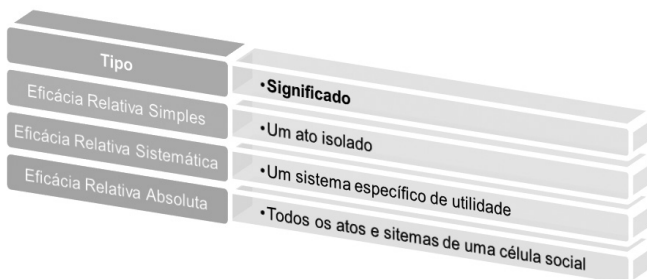 Tipo
•Significado
Eficácia Relativa Simples
•Um ato isolado
Eficácia Relativa Sistemática
•Um sistema específico de utilidade
Eficácia Relativa Absoluta
•Todos os atos e sitemas de uma célula social